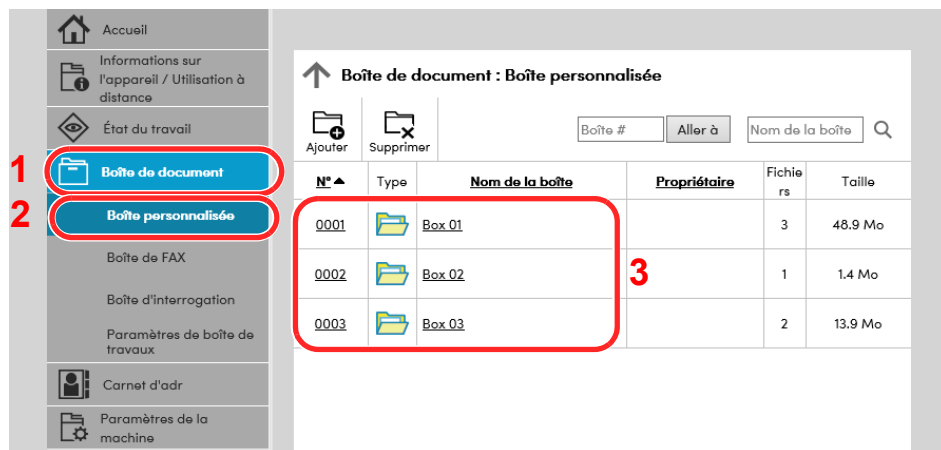 Accueil
Informations sur
l'appareil / Utilisation à
distance
État du travail
1
Boîte de document
2
Boîte personnalisée
Boîte de FAX
Boîte d'interrogation
Paramètres de boîte de
travaux
Carnet d'adr
Paramètres de la
machine
Boîte de document : Boîte personnalisée
Ajouter
Supprimer
Boîte #
Aller à
Nom de la boîte
N° Type Nom de la boîte Propriétaire Fichie
rs Taille
0001 Box 01 3 48.9 Mo
0002 Box 02 1 1.4 Mo
3
0003 Box 03 2 13.9 Mo